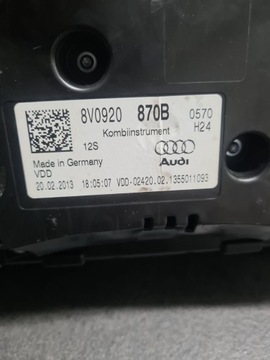 8V0920 870B 0570
Kombiinstrument H24
12S
Made in Germany
VDD Audi
20.02.2013 18:05:07 VDD-02420.02.1355011093